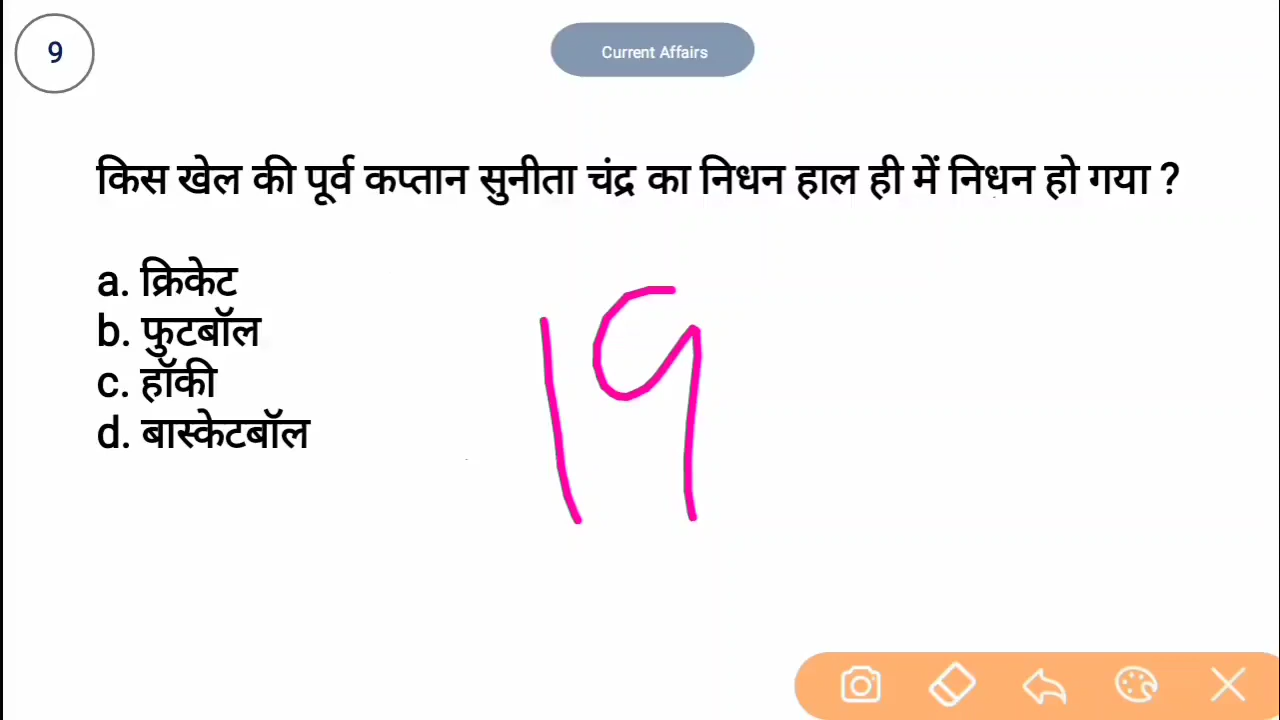 9
Current Affairs
किस खेल की पूर्व कप्तान सुनीता चंद्र का निधन हाल ही में निधन हो गया ?
a. क्रिकेट
b. फुटबॉल
c. हॉकी
d. बास्केटबॉल
19